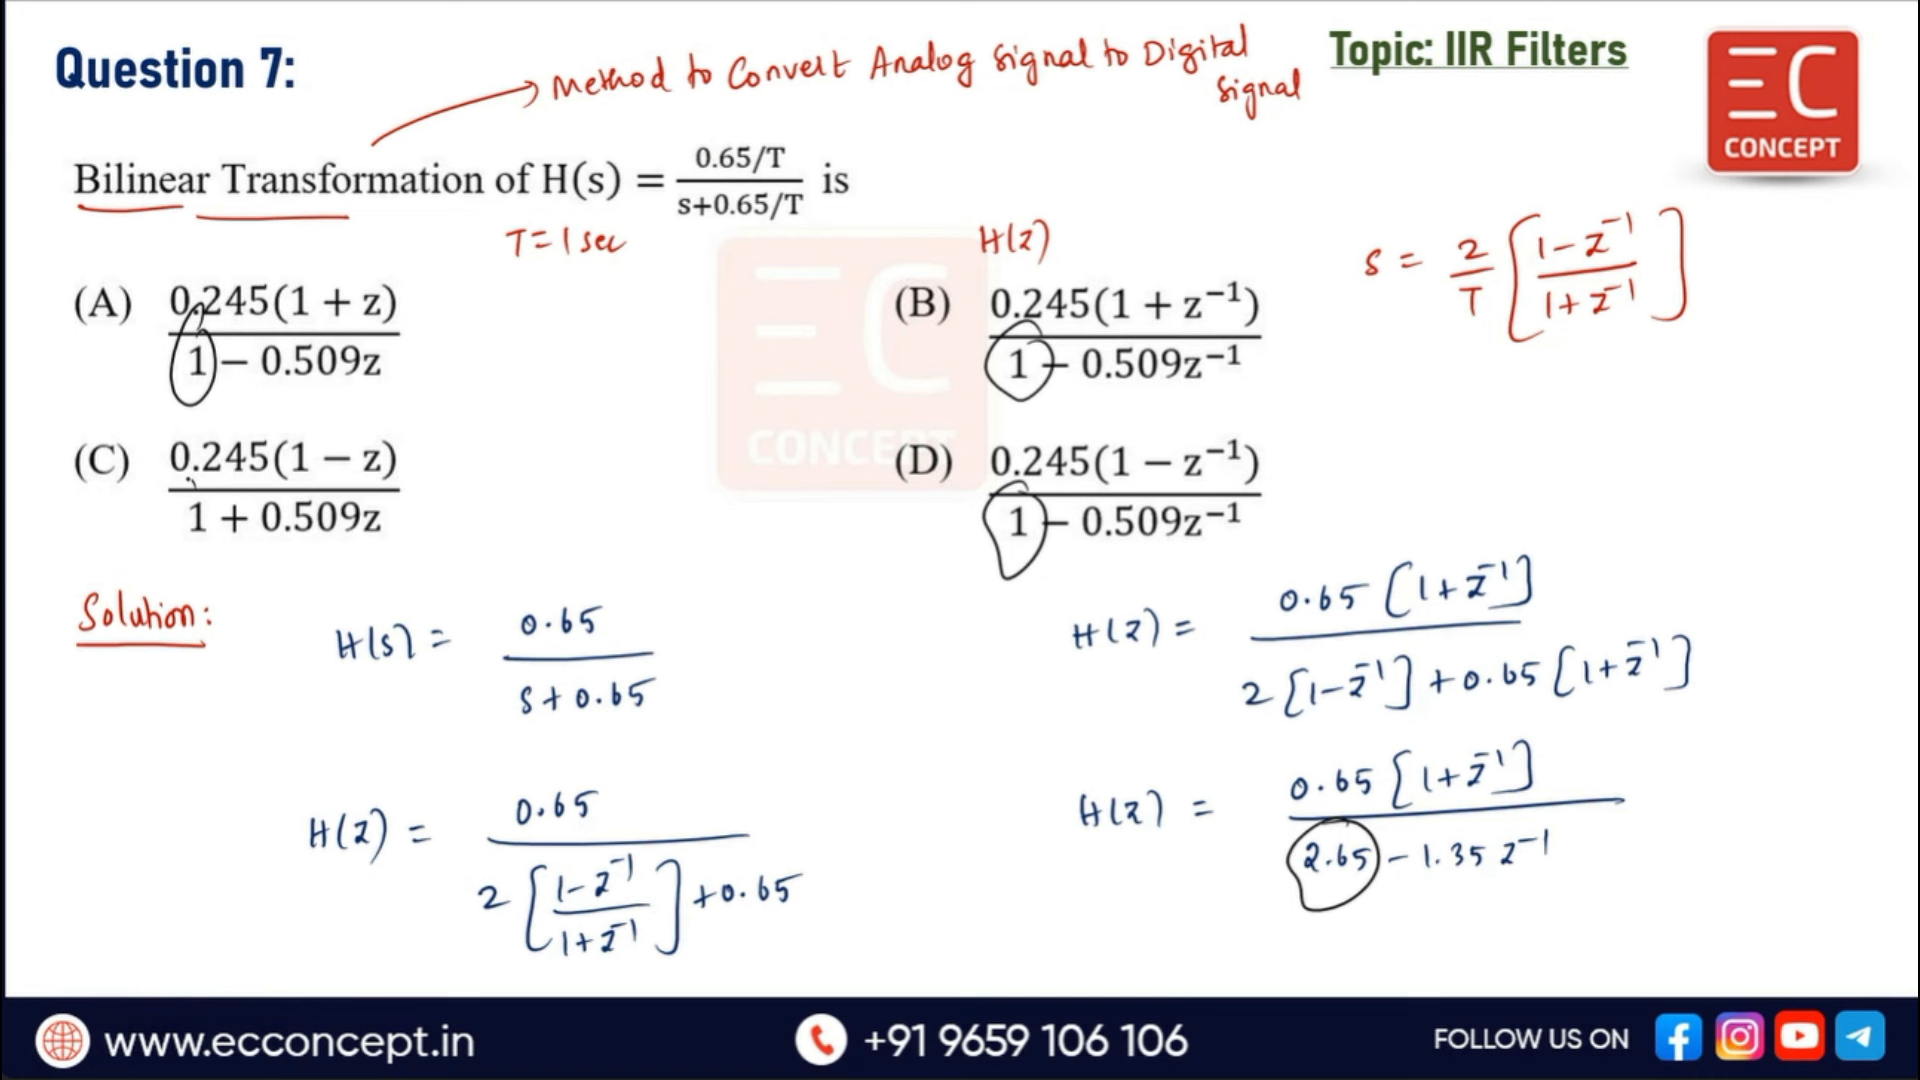 Question 7:
→ Method to Convert Analog Signal to Digital Signal
Topic: IIR Filters
EC
CONCEPT
Bilinear Transformation of H(s) = (0.65/T)/(s+0.65/T) is
T = 1 sec
H(z)
s = 2/T [(1 - z⁻¹)/(1 + z⁻¹)]
(A) 0.245(1 + z)/(1 − 0.509z)
(B) 0.245(1 + z⁻¹)/(1 − 0.509z⁻¹)
(C) 0.245(1 − z)/(1 + 0.509z)
(D) 0.245(1 − z⁻¹)/(1 − 0.509z⁻¹)
EC
CONCEPT
Solution:
H(s) = 0.65/(s + 0.65)
H(z) = 0.65/(2[(1 - z⁻¹)/(1 + z⁻¹)] + 0.65)
H(z) = 0.65[1 + z⁻¹]/(2[1 - z⁻¹] + 0.65[1 + z⁻¹])
H(z) = 0.65[1 + z⁻¹]/(2.65 - 1.35 z⁻¹)
www.ecconcept.in
+91 9659 106 106
FOLLOW US ON